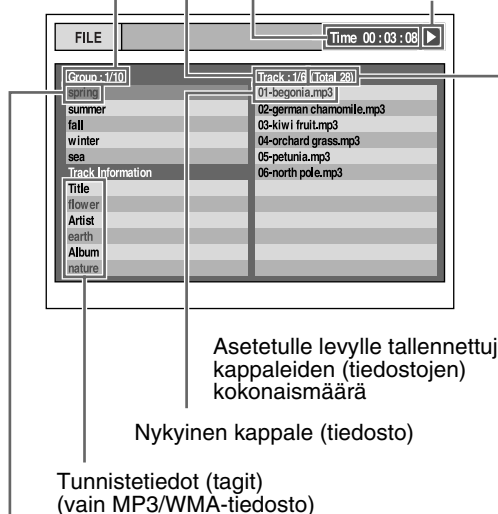 FILE
Time 00 : 03 : 08
Group : 1/10
spring
summer
fall
winter
sea
Track Information
Title
flower
Artist
earth
Album
nature
Track : 1/6 (Total 28)
01-begonia.mp3
02-german chamomile.mp3
03-kiwi fruit.mp3
04-orchard grass.mp3
05-petunia.mp3
06-north pole.mp3
Asetetulle levylle tallennettuj
kappaleiden (tiedostojen)
kokonaismäärä
Nykyinen kappale (tiedosto)
Tunnistetiedot (tagit)
(vain MP3/WMA-tiedosto)